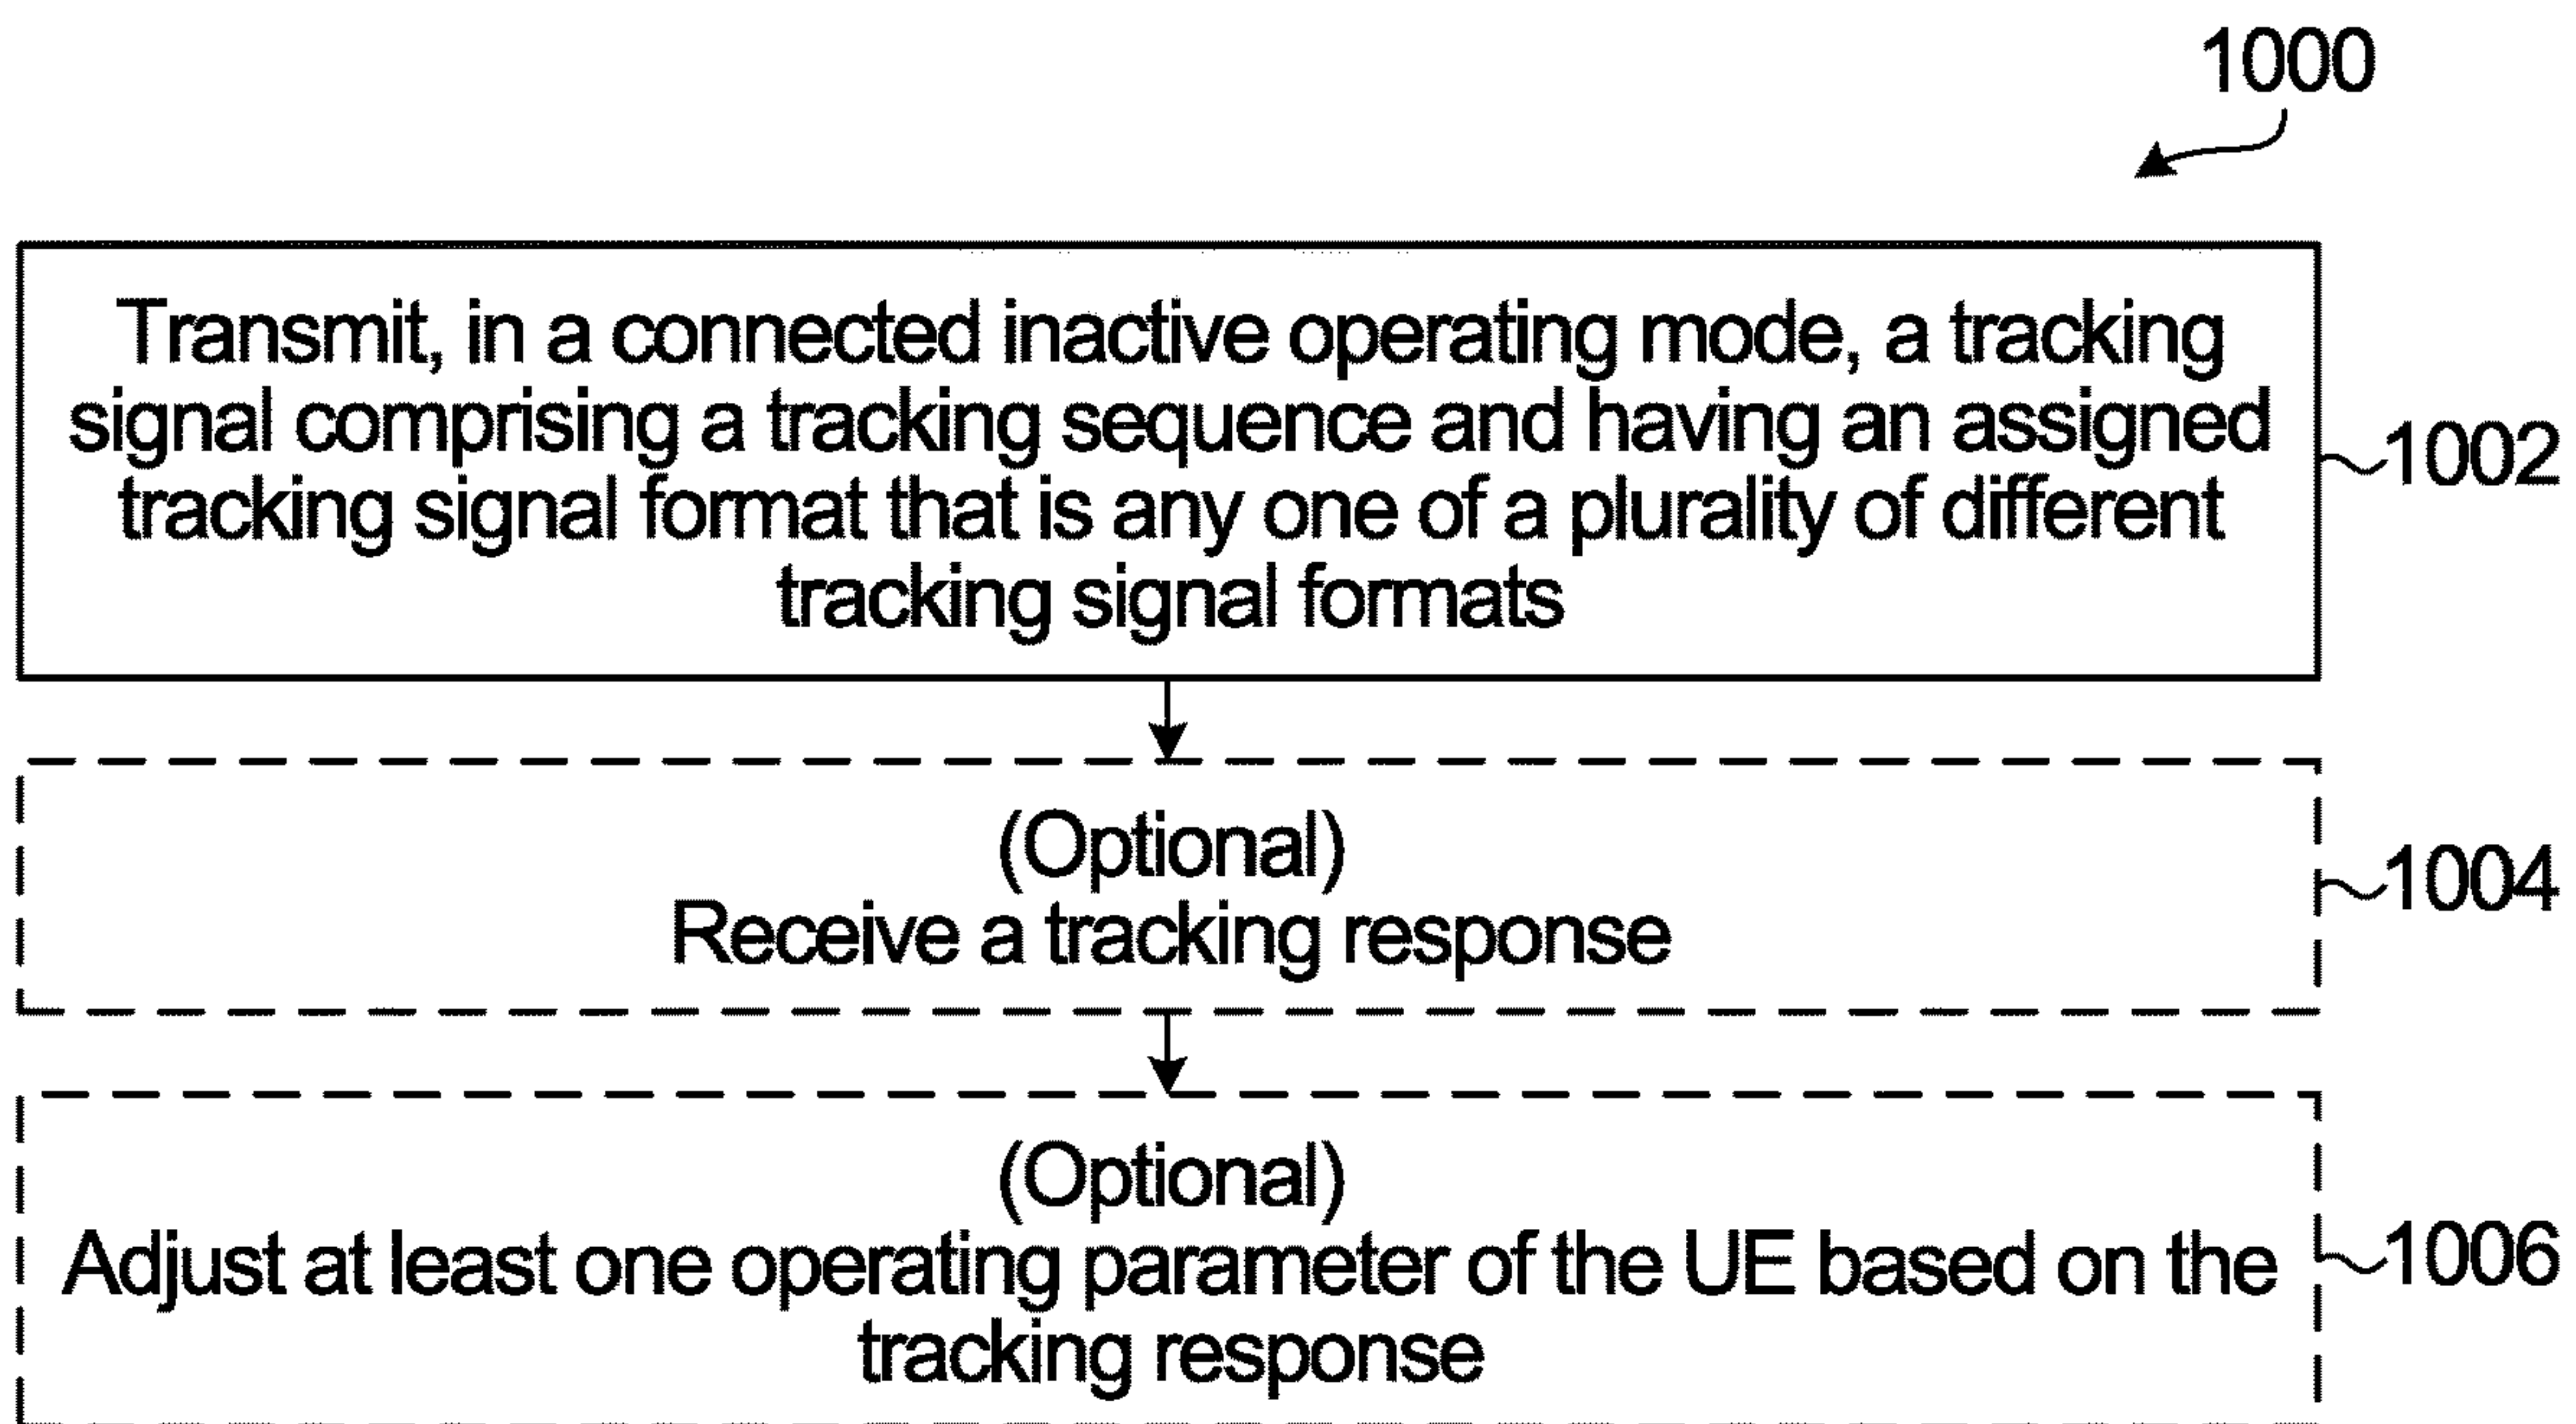 1000
Transmit, in a connected inactive operating mode, a tracking
signal comprising a tracking sequence and having an assigned
tracking signal format that is any one of a plurality of different
tracking signal formats
1002
(Optional)
Receive a tracking response
1004
(Optional)
Adjust at least one operating parameter of the UE based on the
tracking response
1006